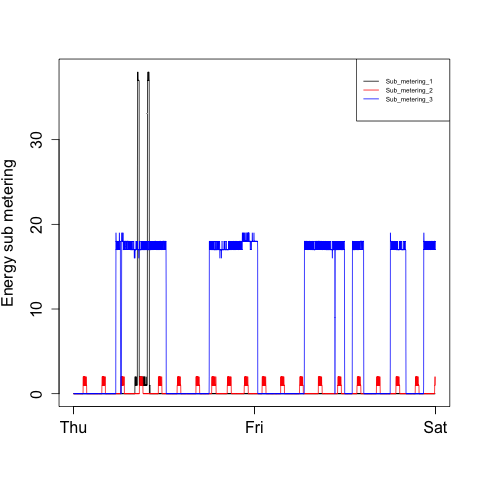 Energy sub metering
30
20
10
0
Thu
Fri
Sat
Sub_metering_1
Sub_metering_2
Sub_metering_3